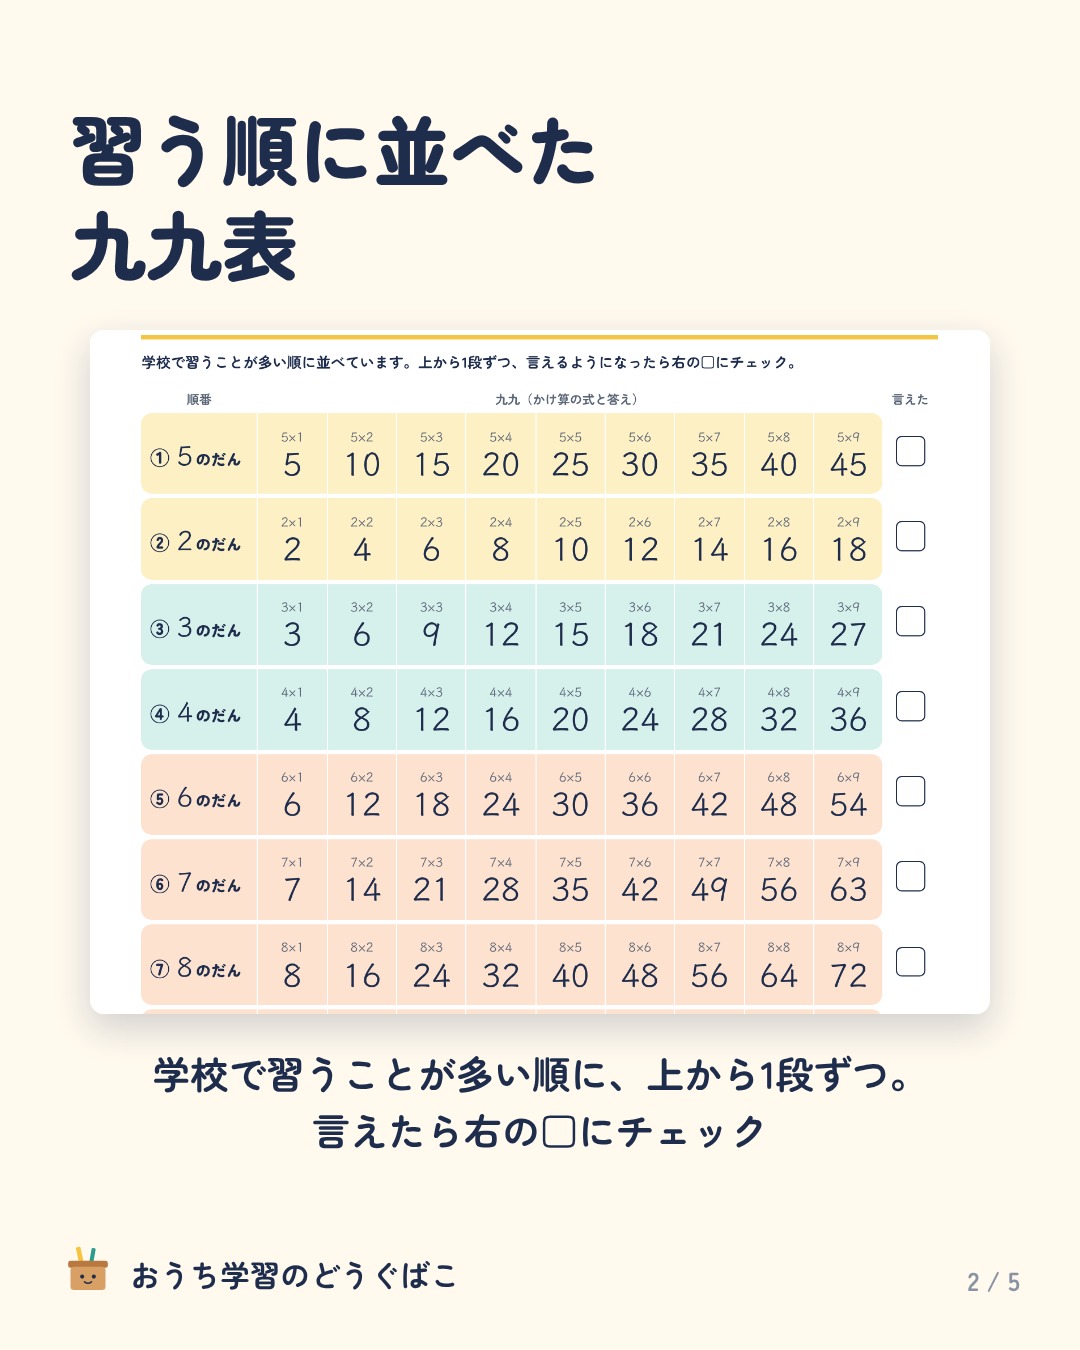 習う順に並べた
九九表
学校で習うことが多い順に並べています。上から1段ずつ、言えるようになったら右の□にチェック。
順番 九九（かけ算の式と答え） 言えた
5×1 5×2 5×3 5×4 5×5 5×6 5×7 5×8 5×9
① 5のだん 5 10 15 20 25 30 35 40 45
2×1 2×2 2×3 2×4 2×5 2×6 2×7 2×8 2×9
② 2のだん 2 4 6 8 10 12 14 16 18
3×1 3×2 3×3 3×4 3×5 3×6 3×7 3×8 3×9
③ 3のだん 3 6 9 12 15 18 21 24 27
4×1 4×2 4×3 4×4 4×5 4×6 4×7 4×8 4×9
④ 4のだん 4 8 12 16 20 24 28 32 36
6×1 6×2 6×3 6×4 6×5 6×6 6×7 6×8 6×9
⑤ 6のだん 6 12 18 24 30 36 42 48 54
7×1 7×2 7×3 7×4 7×5 7×6 7×7 7×8 7×9
⑥ 7のだん 7 14 21 28 35 42 49 56 63
8×1 8×2 8×3 8×4 8×5 8×6 8×7 8×8 8×9
⑦ 8のだん 8 16 24 32 40 48 56 64 72
学校で習うことが多い順に、上から1段ずつ。
言えたら右の□にチェック
おうち学習のどうぐばこ
2 / 5